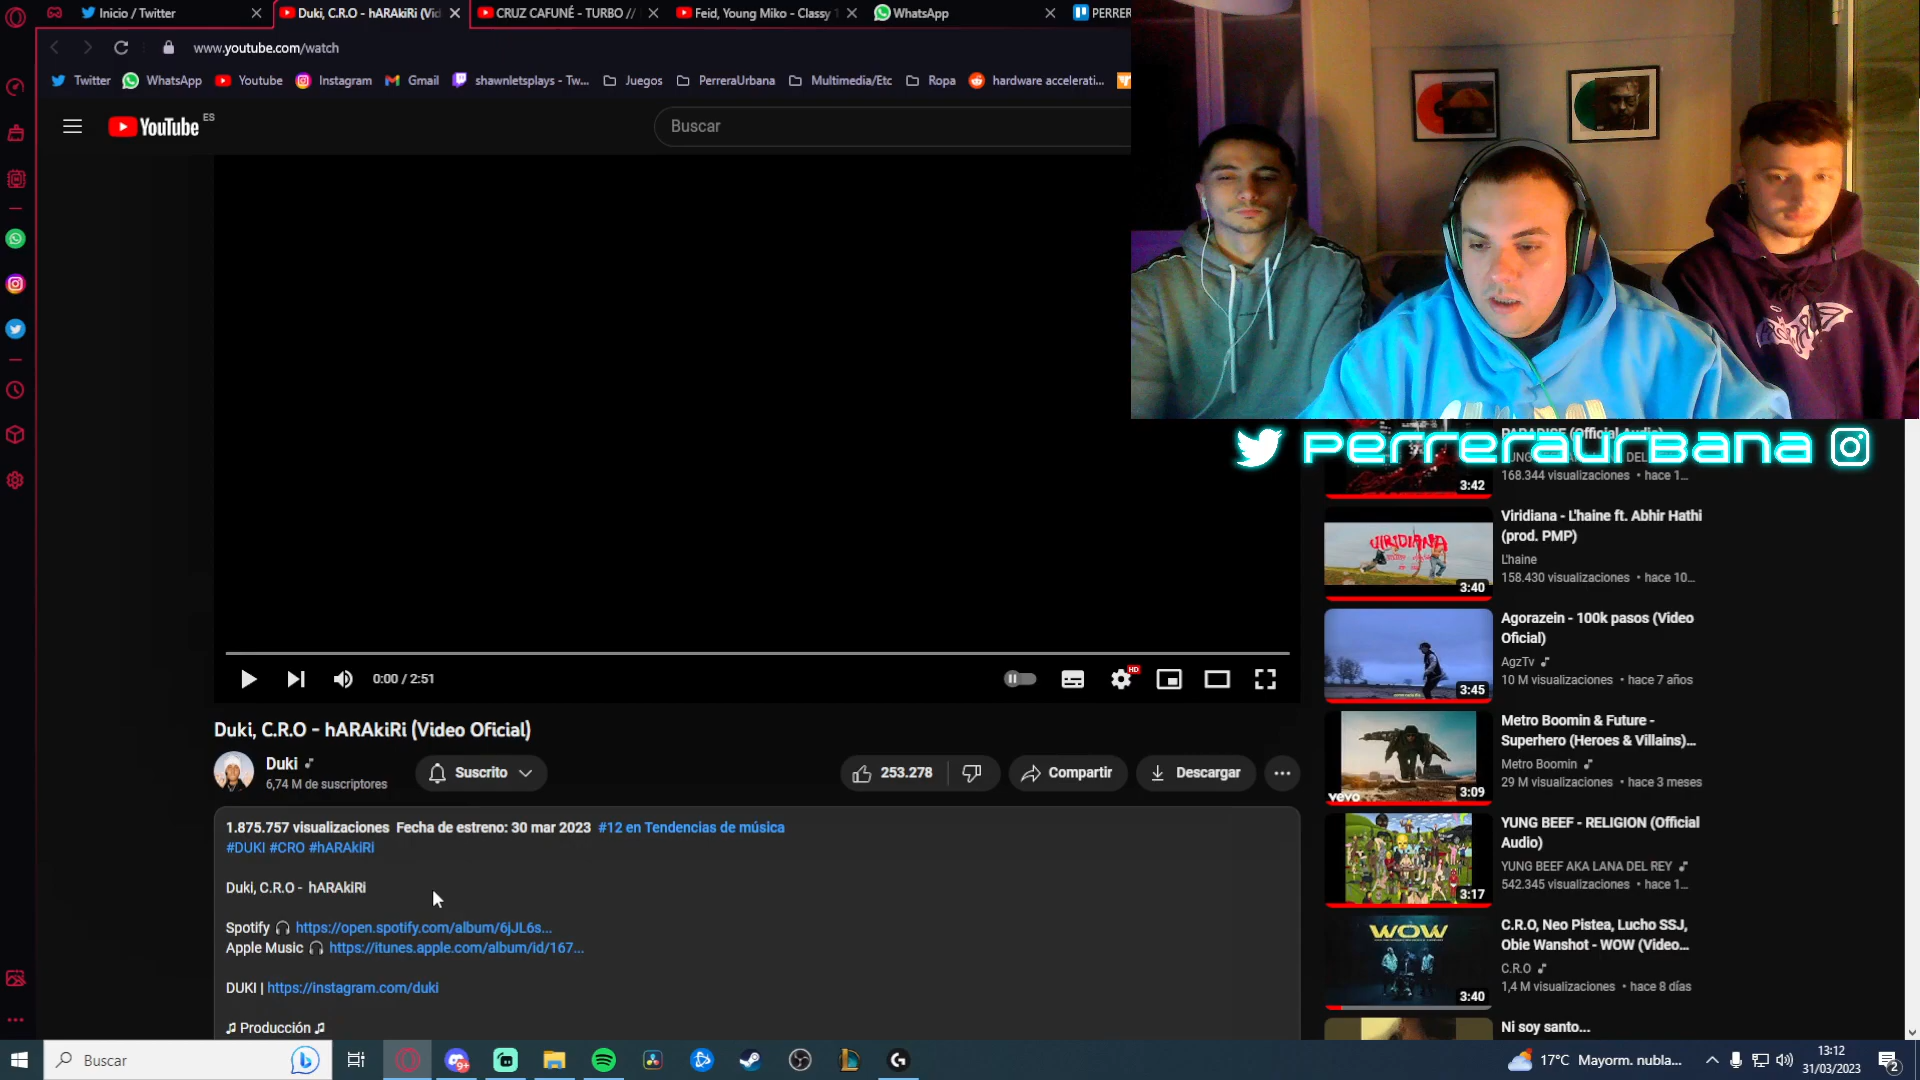 Inicio / Twitter
Duki, C.R.O - hARAkiRi (Vid
CRUZ CAFUNÉ - TURBO //
Feid, Young Miko - Classy 1
WhatsApp
PERRER
www.youtube.com/watch
Twitter
WhatsApp
Youtube
Instagram
Gmail
shawnletsplays - Tw...
Juegos
PerreraUrbana
Multimedia/Etc
Ropa
hardware accelerati...
YouTube ES
Buscar
perreraurbana
168.344 visualizaciones • hace 1...
3:42
Viridiana - L'haine ft. Abhir Hathi
(prod. PMP)
L'haine
158.430 visualizaciones • hace 10...
VIRIDIANA
3:40
Agorazein - 100k pasos (Video
Oficial)
AgzTv
10 M visualizaciones • hace 7 años
3:45
0:00 / 2:51
HD
Duki, C.R.O - hARAkiRi (Video Oficial)
Duki
6,74 M de suscriptores
Suscrito
253.278
Compartir
Descargar
Metro Boomin & Future -
Superhero (Heroes & Villains)...
Metro Boomin
29 M visualizaciones • hace 3 meses
vevo
3:09
1.875.757 visualizaciones Fecha de estreno: 30 mar 2023 #12 en Tendencias de música
#DUKI #CRO #hARAkiRi
Duki, C.R.O - hARAkiRi
Spotify 🎧 https://open.spotify.com/album/6jJL6s...
Apple Music 🎧 https://itunes.apple.com/album/id/167...
DUKI | https://instagram.com/duki
♫ Producción ♫
YUNG BEEF - RELIGION (Official
Audio)
YUNG BEEF AKA LANA DEL REY
542.345 visualizaciones • hace 1...
3:17
C.R.O, Neo Pistea, Lucho SSJ,
Obie Wanshot - WOW (Video...
C.R.O
1,4 M visualizaciones • hace 8 días
WOW
3:40
Ni soy santo...
Buscar
9+
17°C Mayorm. nubla...
13:12
31/03/2023
2